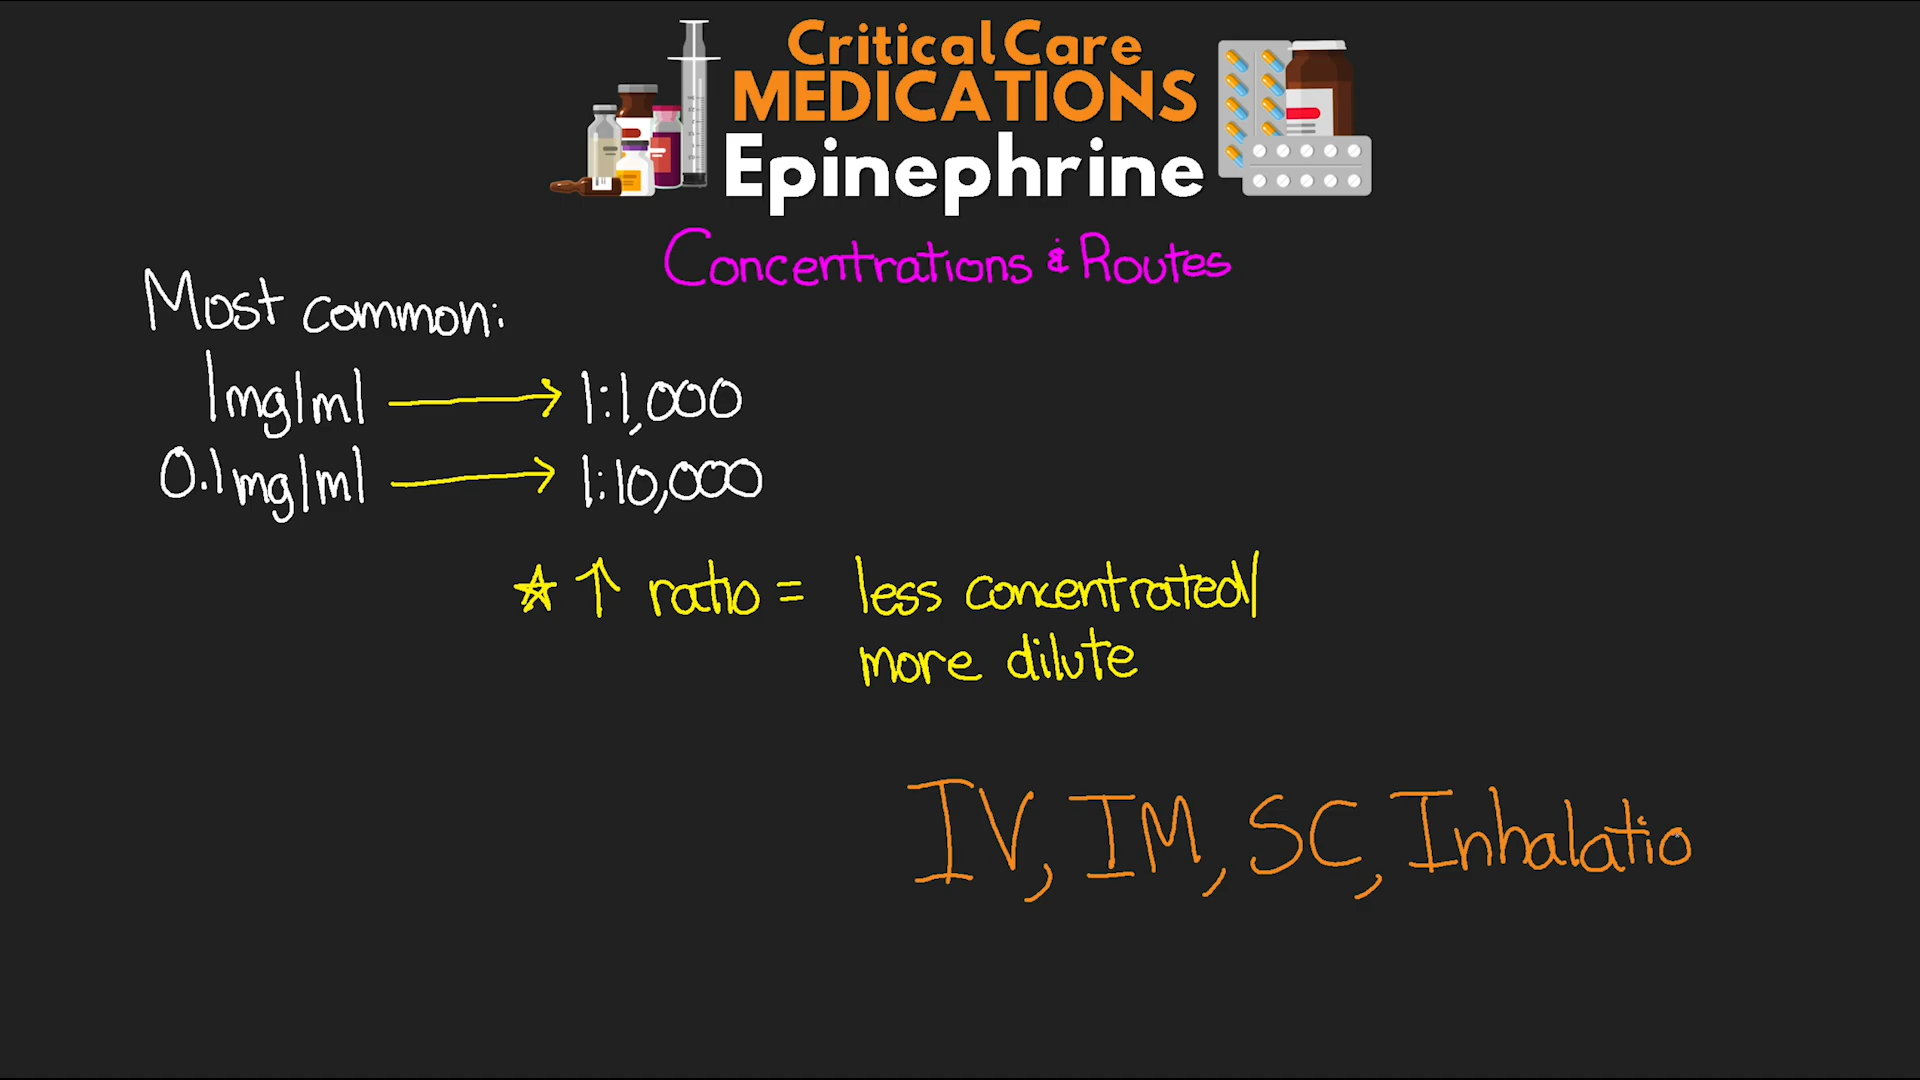 Critical Care
MEDICATIONS
Epinephrine
Concentrations & Routes
Most common:
1mg/ml → 1:1,000
0.1mg/ml → 1:10,000
☆ ↑ ratio = less concentrated/
more dilute
IV, IM, SC, Inhalatio